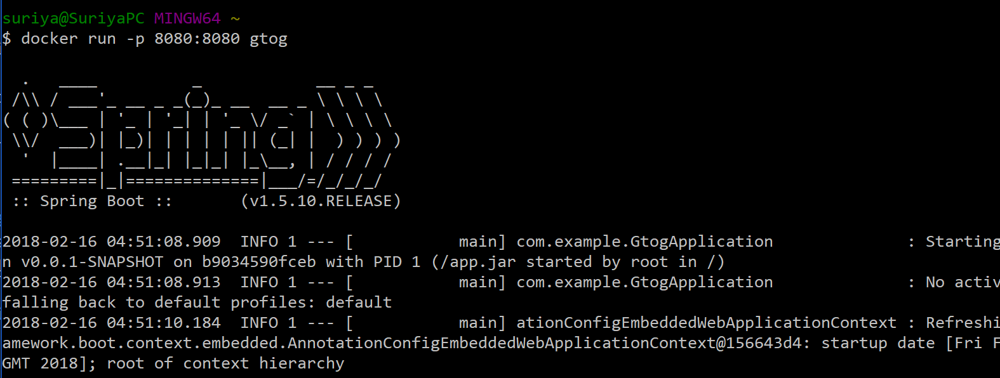 suriya@SuriyaPC MINGW64 ~
$ docker run -p 8080:8080 gtog

  .   ____          _            __ _ _
 /\\ / ___'_ __ _ _(_)_ __  __ _ \ \ \ \
( ( )\___ | '_ | '_| | '_ \/ _` | \ \ \ \
 \\/  ___)| |_)| | | | | || (_| |  ) ) ) )
  '  |____| .__|_| |_|_| |_\__, | / / / /
 =========|_|==============|___/=/_/_/_/
 :: Spring Boot ::       (v1.5.10.RELEASE)

2018-02-16 04:51:08.909  INFO 1 --- [           main] com.example.GtogApplication              : Starting
n v0.0.1-SNAPSHOT on b9034590fceb with PID 1 (/app.jar started by root in /)
2018-02-16 04:51:08.913  INFO 1 --- [           main] com.example.GtogApplication              : No activ
falling back to default profiles: default
2018-02-16 04:51:10.184  INFO 1 --- [           main] ationConfigEmbeddedWebApplicationContext : Refreshi
amework.boot.context.embedded.AnnotationConfigEmbeddedWebApplicationContext@156643d4: startup date [Fri F
GMT 2018]; root of context hierarchy